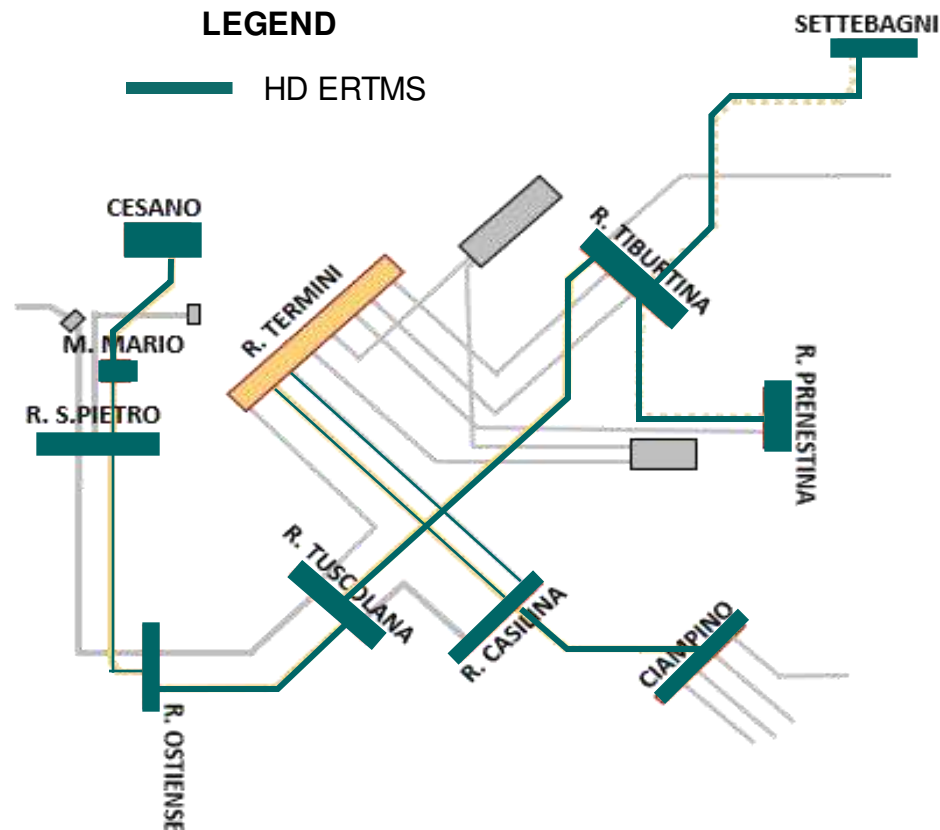 LEGEND
SETTEBAGNI
HD ERTMS
CESANO
R. TIBURTINA
R. TERMINI
M. MARIO
R. PRENESTINA
R. S.PIETRO
R. TUSCOLANA
R. CASILINA
CIAMPINO
R. OSTIENSE